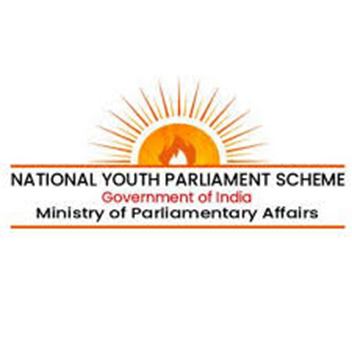 NATIONAL YOUTH PARLIAMENT SCHEME
Government of India
Ministry of Parliamentary Affairs